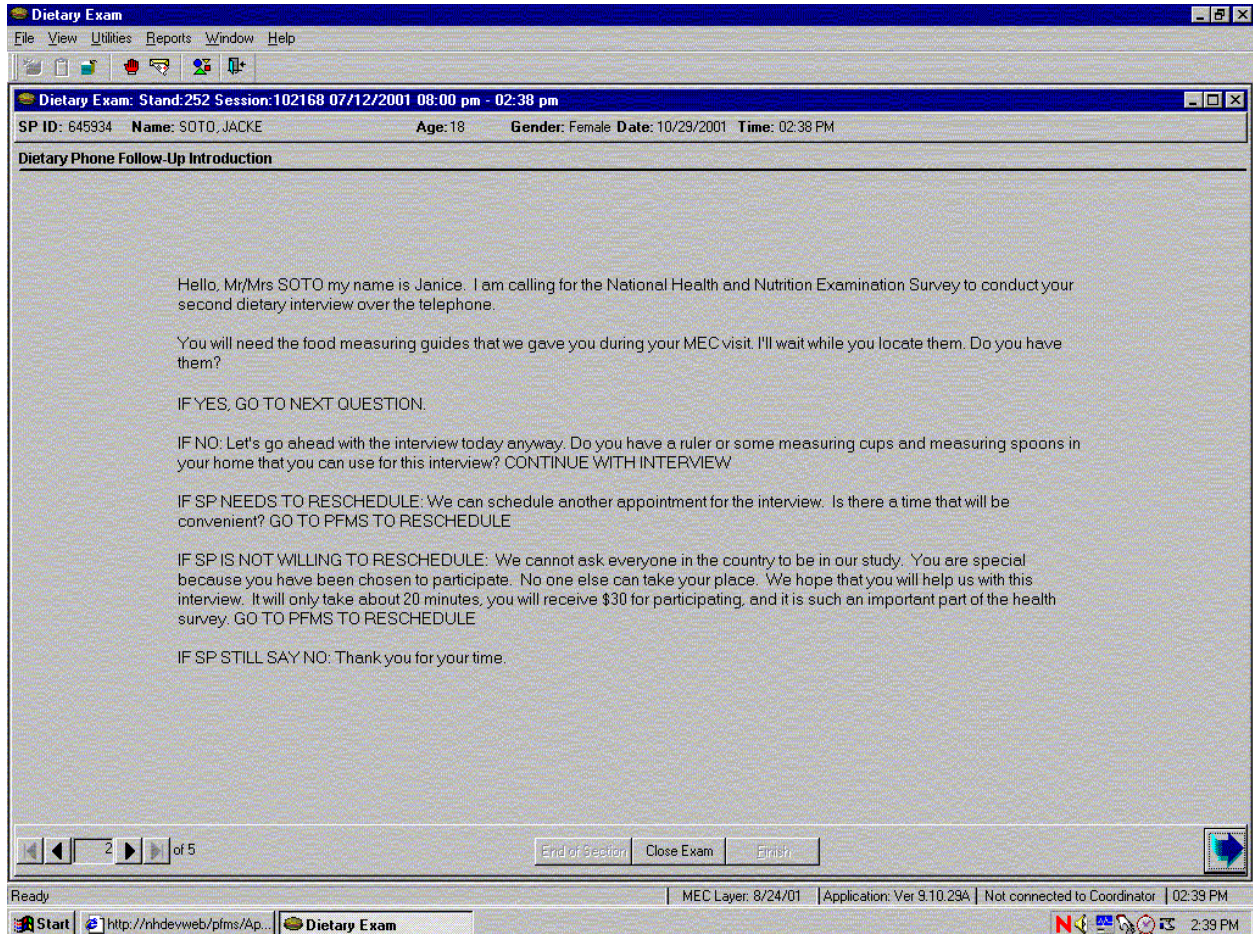 Dietary Exam
File View Utilities Reports Window Help
Dietary Exam: Stand:252 Session:102168 07/12/2001 08:00 pm - 02:38 pm
SP ID: 645934 Name: SOTO, JACKE Age: 18 Gender: Female Date: 10/29/2001 Time: 02:38 PM
Dietary Phone Follow-Up Introduction
Hello, Mr/Mrs SOTO my name is Janice. I am calling for the National Health and Nutrition Examination Survey to conduct your
second dietary interview over the telephone.
You will need the food measuring guides that we gave you during your MEC visit. I'll wait while you locate them. Do you have
them?
IF YES, GO TO NEXT QUESTION.
IF NO: Let's go ahead with the interview today anyway. Do you have a ruler or some measuring cups and measuring spoons in
your home that you can use for this interview? CONTINUE WITH INTERVIEW
IF SP NEEDS TO RESCHEDULE: We can schedule another appointment for the interview. Is there a time that will be
convenient? GO TO PFMS TO RESCHEDULE
IF SP IS NOT WILLING TO RESCHEDULE: We cannot ask everyone in the country to be in our study. You are special
because you have been chosen to participate. No one else can take your place. We hope that you will help us with this
interview. It will only take about 20 minutes, you will receive $30 for participating, and it is such an important part of the health
survey. GO TO PFMS TO RESCHEDULE
IF SP STILL SAY NO: Thank you for your time.
2 of 5 End of Section Close Exam Finish
Ready MEC Layer: 8/24/01 Application: Ver 9.10.29A Not connected to Coordinator 02:39 PM
Start http://nhdevweb/pfms/Ap... Dietary Exam N 2:39 PM